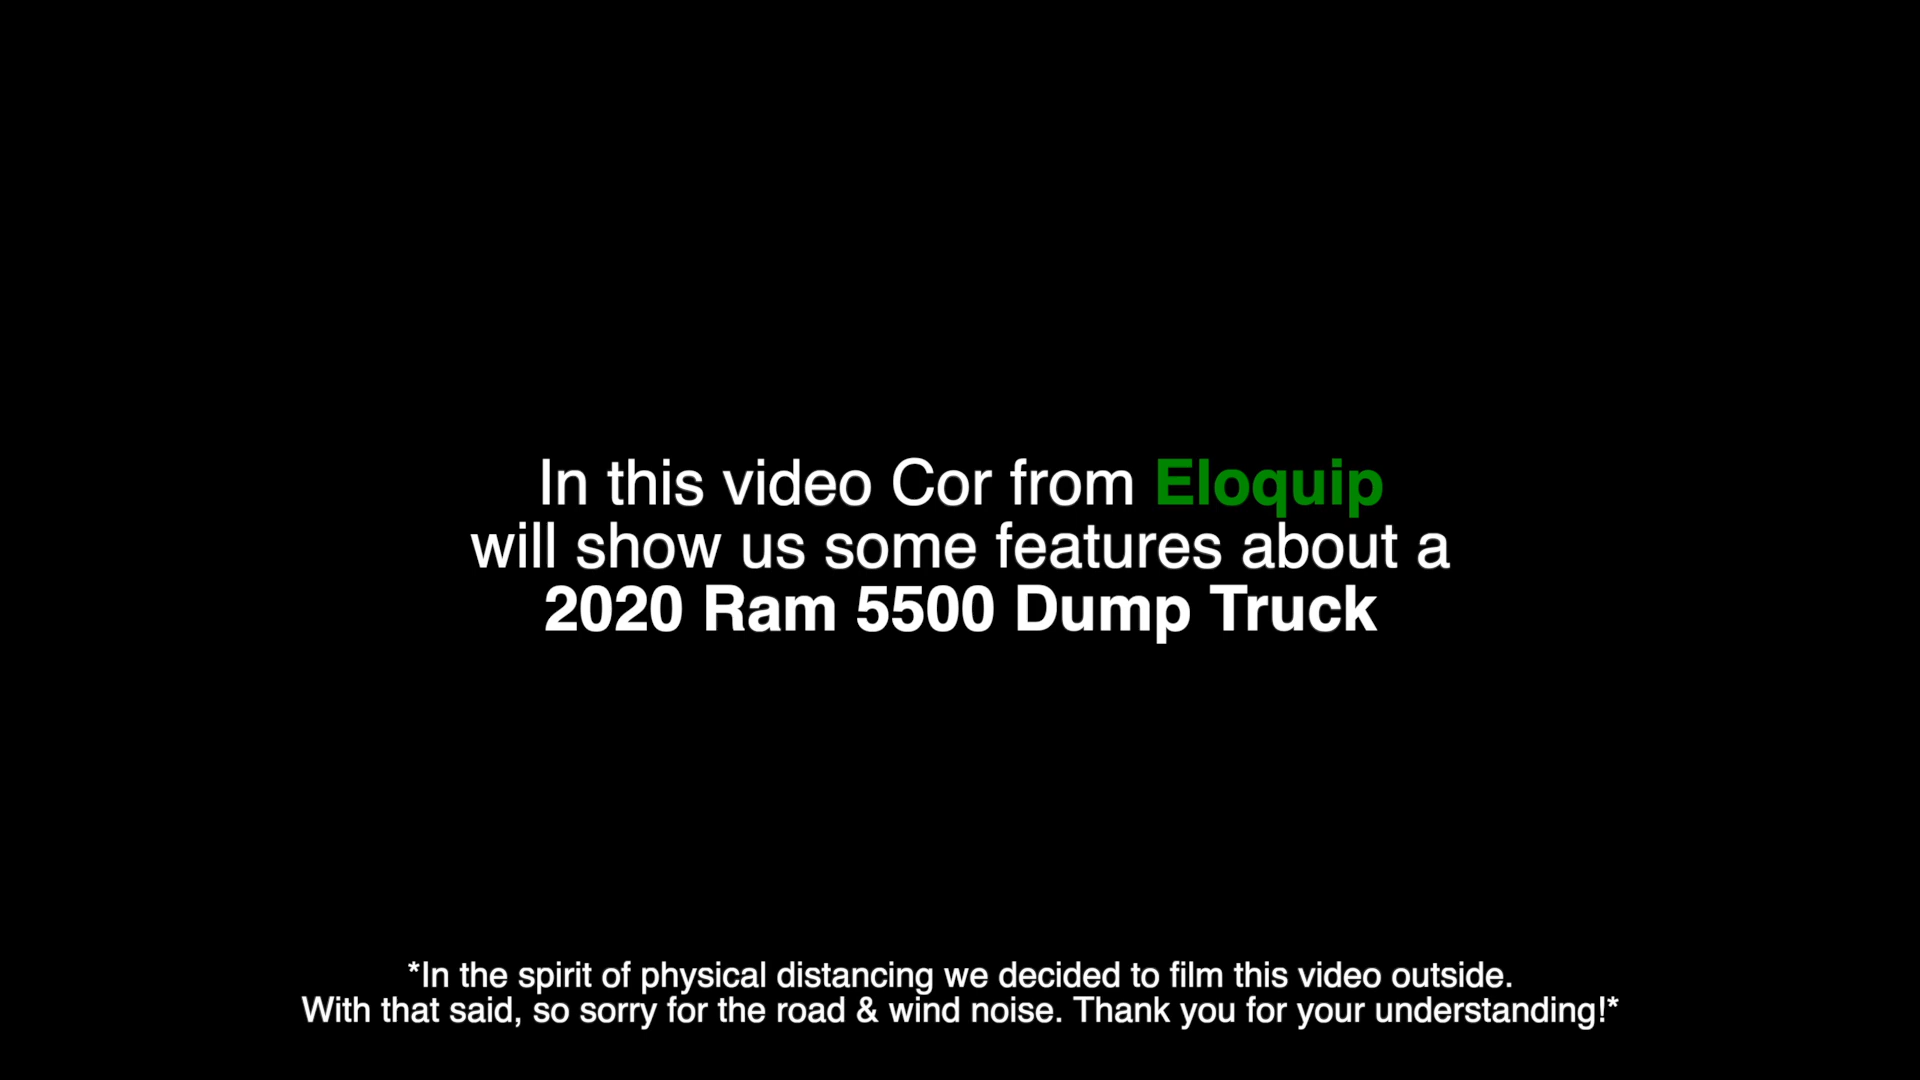 In this video Cor from Eloquip
will show us some features about a
2020 Ram 5500 Dump Truck
*In the spirit of physical distancing we decided to film this video outside.
With that said, so sorry for the road & wind noise. Thank you for your understanding!*